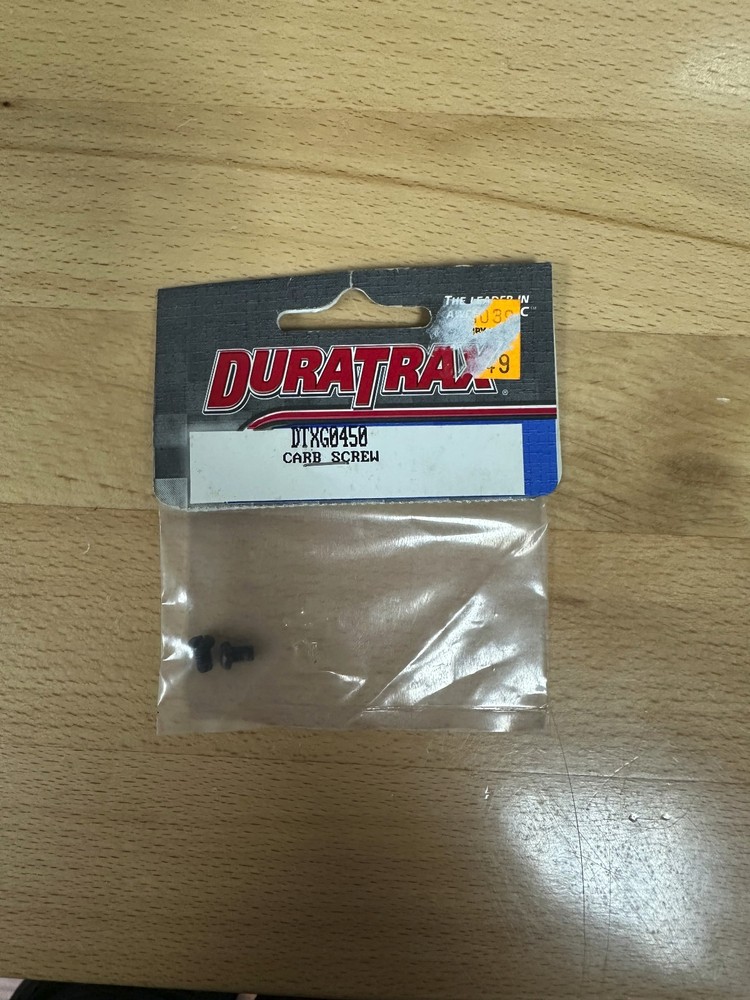 THE LEADER IN
DURATRAX
®
DTXG0450
CARB SCREW